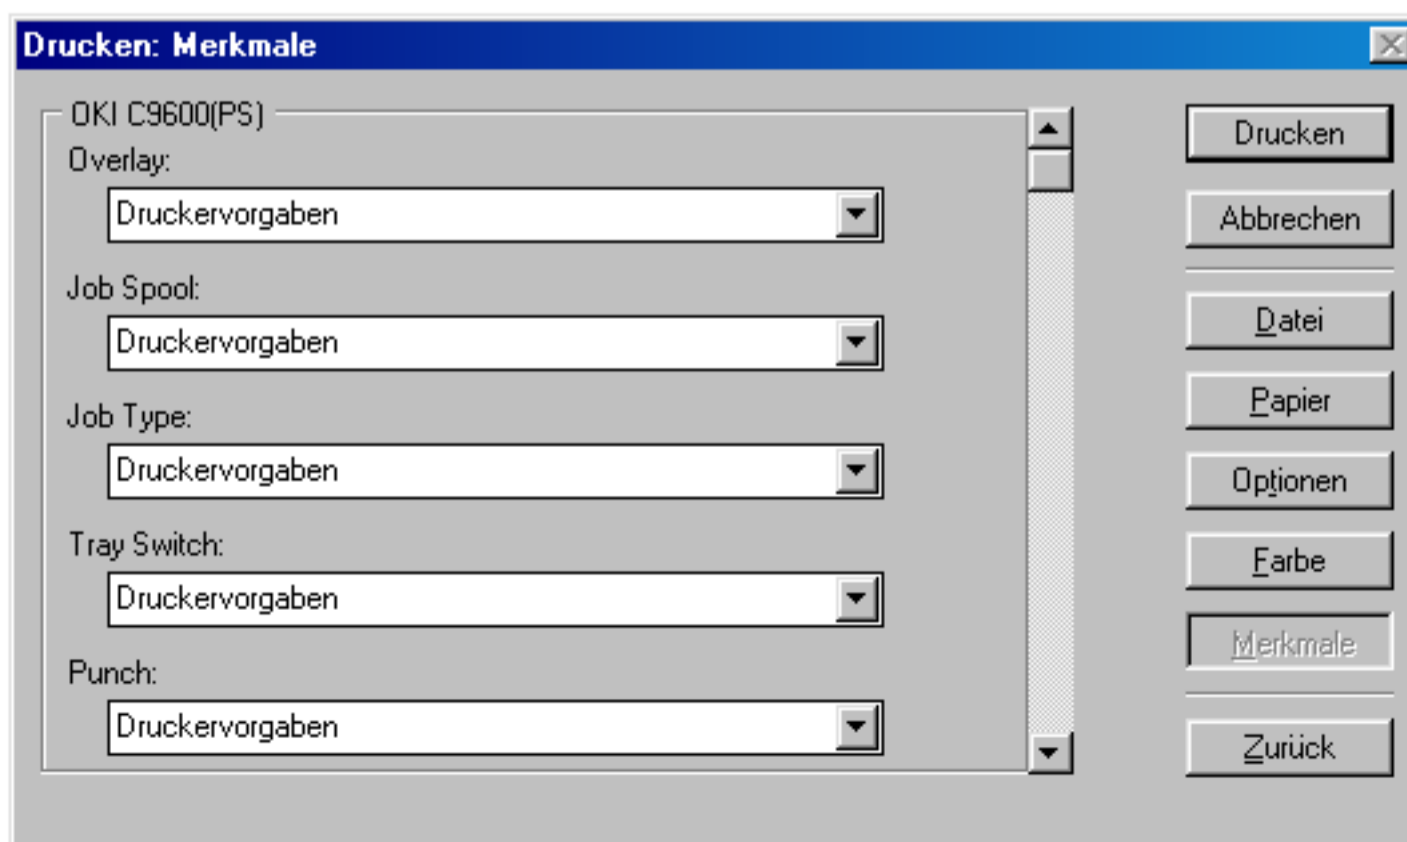 Drucken: Merkmale
OKI C9600(PS)
Overlay:
Druckervorgaben
Job Spool:
Druckervorgaben
Job Type:
Druckervorgaben
Tray Switch:
Druckervorgaben
Punch:
Druckervorgaben
Drucken
Abbrechen
Datei
Papier
Optionen
Farbe
Merkmale
Zurück